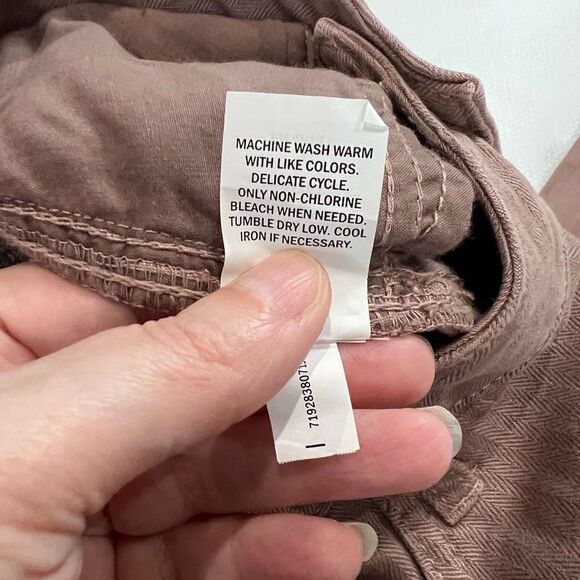 MACHINE WASH WARM
WITH LIKE COLORS.
DELICATE CYCLE.
ONLY NON-CHLORINE
BLEACH WHEN NEEDED.
TUMBLE DRY LOW. COOL
IRON IF NECESSARY.